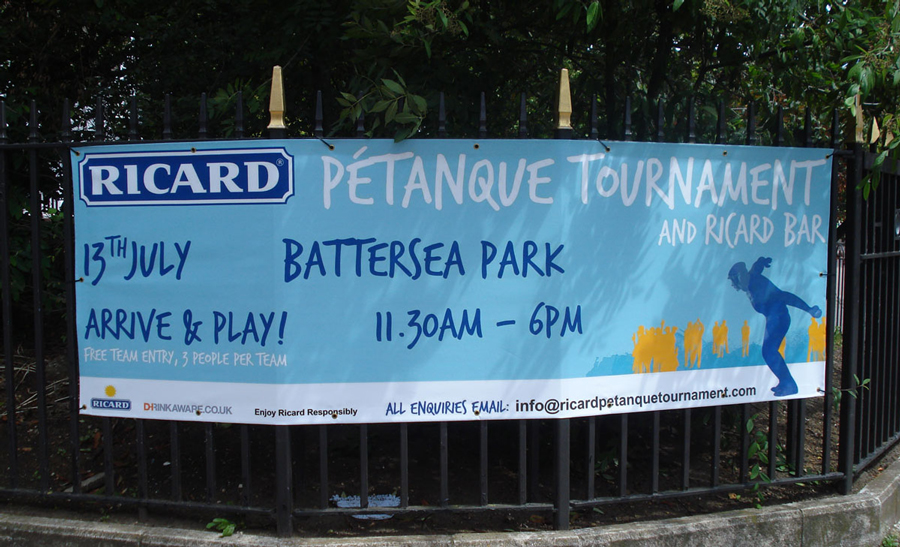 RICARD®
PÉTANQUE TOURNAMENT
AND RICARD BAR
13TH JULY BATTERSEA PARK
ARRIVE & PLAY! 11.30AM – 6PM
FREE TEAM ENTRY, 3 PEOPLE PER TEAM
RICARD
DRINKAWARE.CO.UK Enjoy Ricard Responsibly ALL ENQUIRIES EMAIL: info@ricardpetanquetournament.com